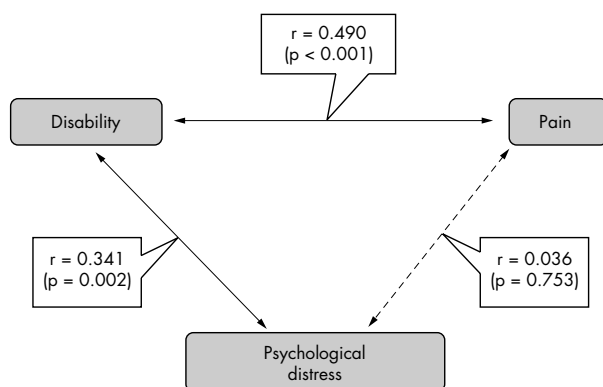 r = 0.490
(p < 0.001)
Disability
Pain
r = 0.341
(p = 0.002)
r = 0.036
(p = 0.753)
Psychological
distress